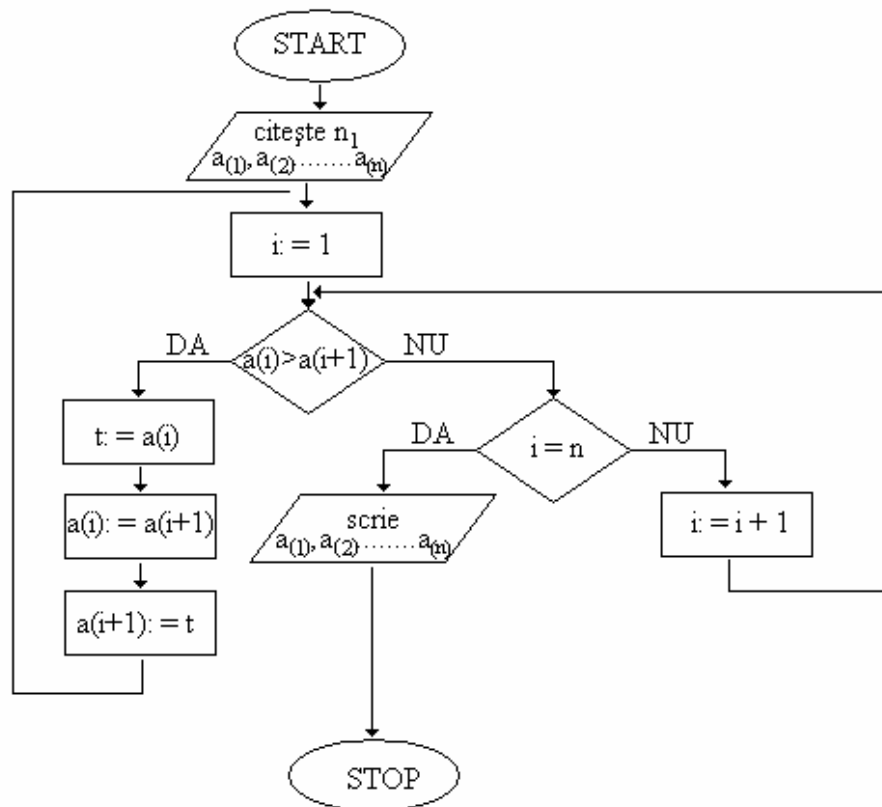 START
citeşte n1
a(1), a(2) ....... a(n)
i: = 1
a(i)>a(i+1)
DA
NU
t: = a(i)
a(i): = a(i+1)
a(i+1): = t
i = n
DA
NU
scrie
a(1), a(2) ....... a(n)
i: = i + 1
STOP